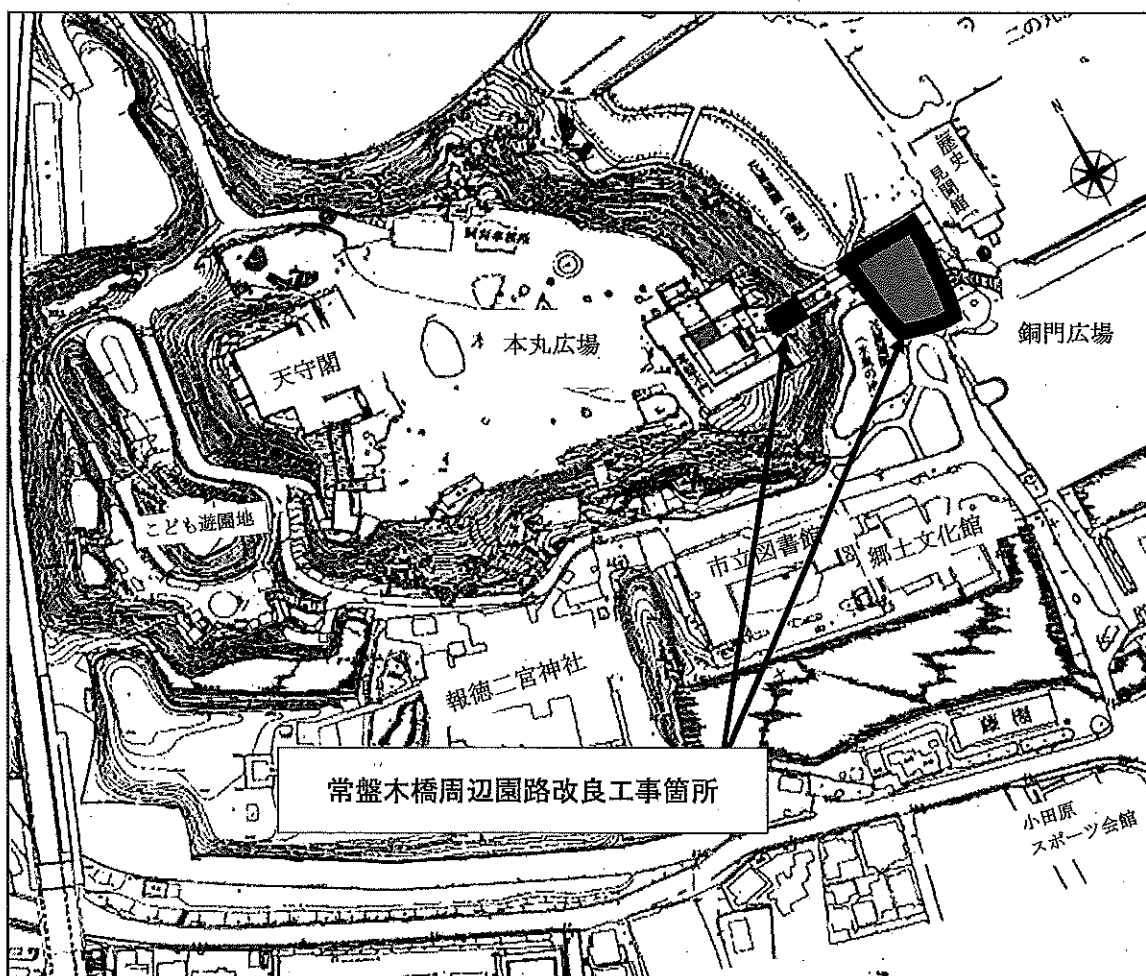 二の丸
N
歴史
見聞館
銅門広場
本丸広場
天守閣
こども遊園地
市立図書館
郷土文化館
報徳二宮神社
常盤木橋周辺園路改良工事箇所
小田原
スポーツ会館